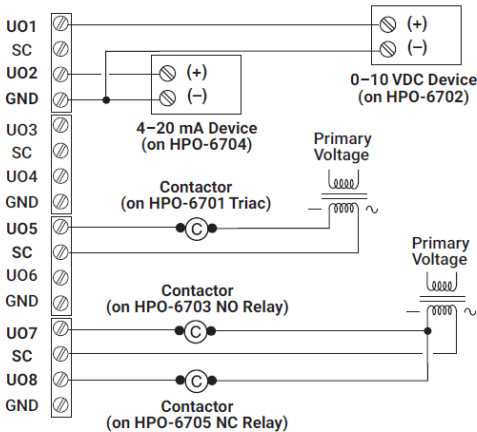 UO1
SC
UO2
GND
UO3
SC
UO4
GND
UO5
SC
UO6
GND
UO7
SC
UO8
GND
(+)
(–)
0–10 VDC Device
(on HPO-6702)
(+)
(–)
4–20 mA Device
(on HPO-6704)
Primary
Voltage
Contactor
(on HPO-6701 Triac)
C
Primary
Voltage
Contactor
(on HPO-6703 NO Relay)
C
C
Contactor
(on HPO-6705 NC Relay)